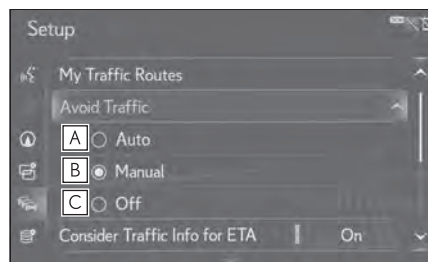 Setup
My Traffic Routes
Avoid Traffic
A Auto
B Manual
C Off
Consider Traffic Info for ETA On